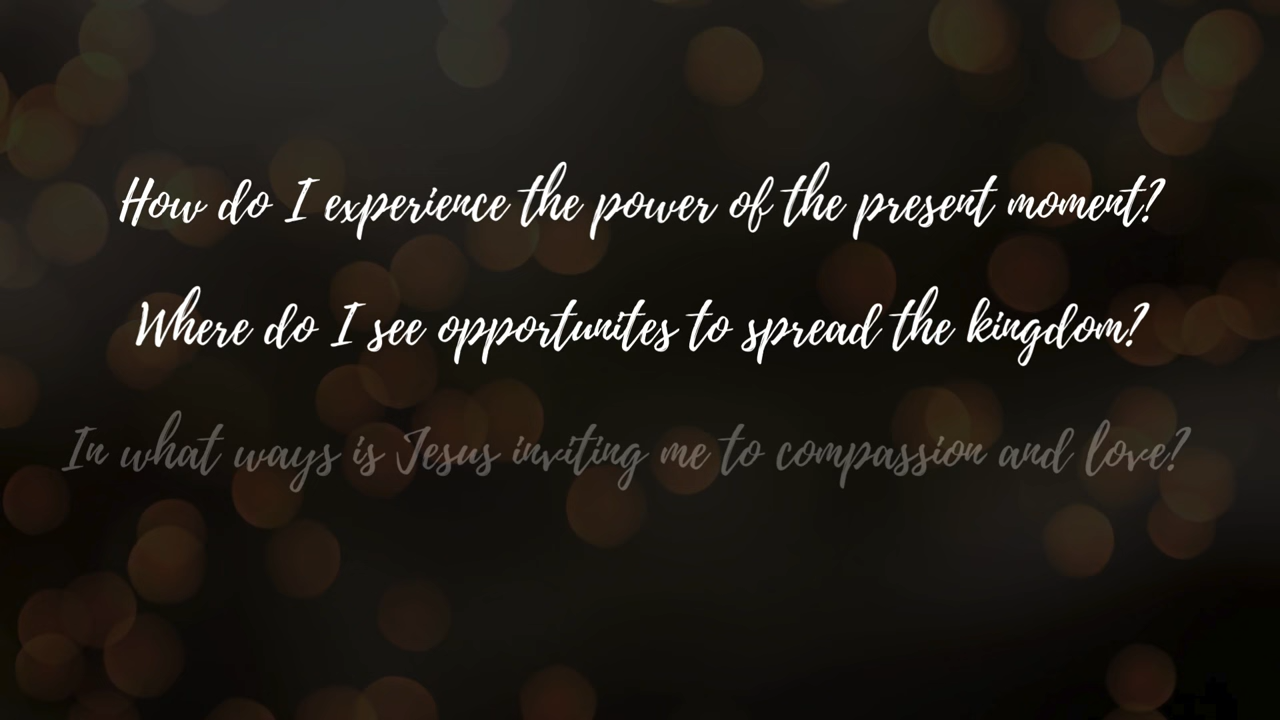 How do I experience the power of the present moment?
Where do I see opportunites to spread the kingdom?
In what ways is Jesus inviting me to compassion and love?